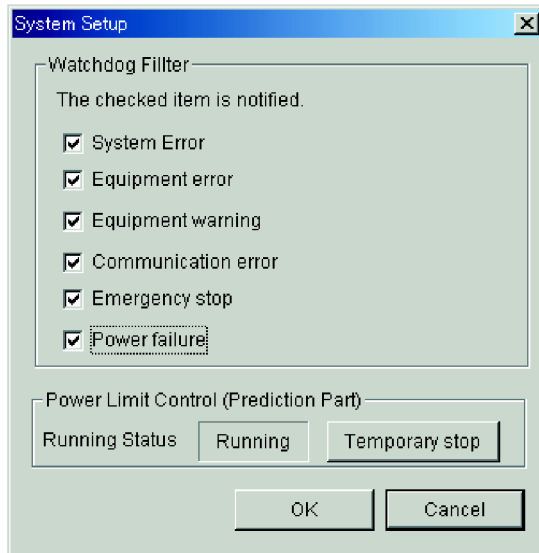 System Setup
Watchdog Fillter
The checked item is notified.
System Error
Equipment error
Equipment warning
Communication error
Emergency stop
Power failure
Power Limit Control (Prediction Part)
Running Status Running Temporary stop
OK Cancel